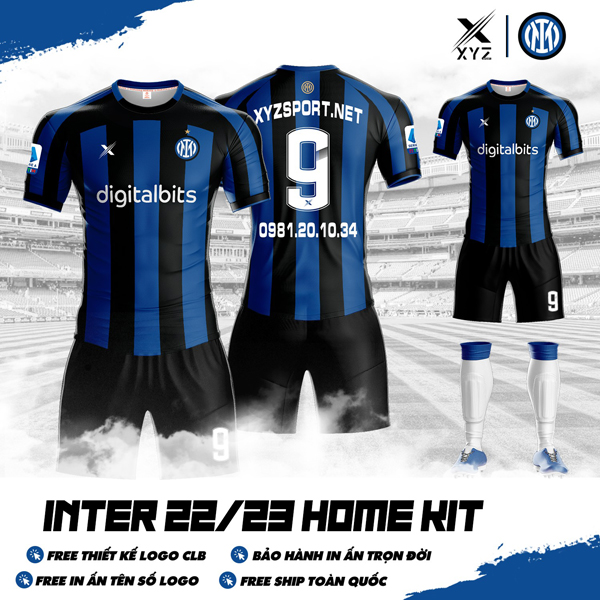 XYZ
XYZSPORT.NET
9
0981.20.10.34
digitalbits
digitalbits
9
9
INTER 22/23 HOME KIT
FREE THIẾT KẾ LOGO CLB
BẢO HÀNH IN ẤN TRỌN ĐỜI
FREE IN ẤN TÊN SỐ LOGO
FREE SHIP TOÀN QUỐC